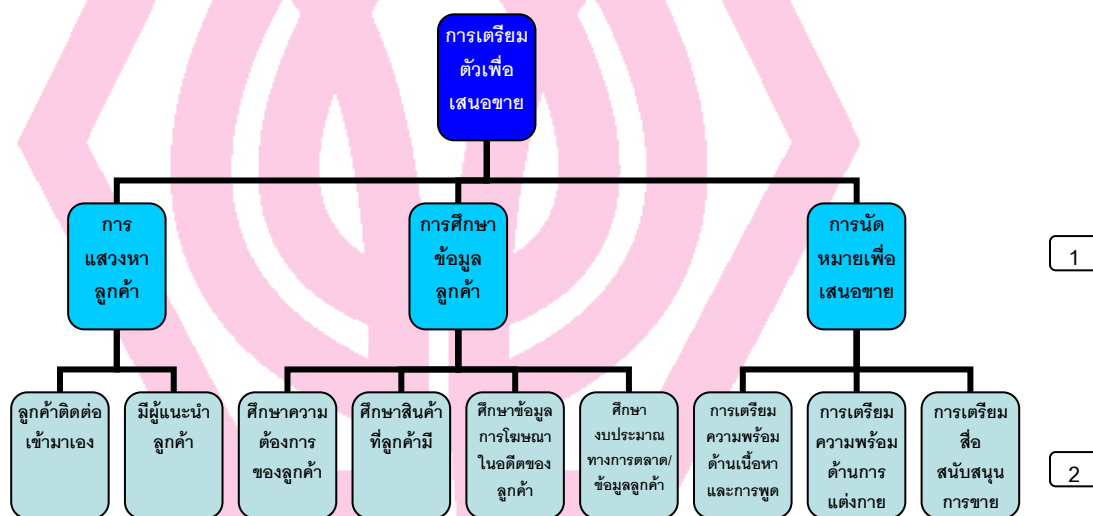 การเตรียม
ตัวเพื่อ
เสนอขาย
การ
แสวงหา
ลูกค้า
การศึกษา
ข้อมูล
ลูกค้า
การนัด
หมายเพื่อ
เสนอขาย
1
ลูกค้าติดต่อ
เข้ามาเอง
มีผู้แนะนำ
ลูกค้า
ศึกษาความ
ต้องการ
ของลูกค้า
ศึกษาสินค้า
ที่ลูกค้ามี
ศึกษาข้อมูล
การโฆษณา
ในอดีตของ
ลูกค้า
ศึกษา
งบประมาณ
ทางการตลาด/
ข้อมูลลูกค้า
การเตรียม
ความพร้อม
ด้านเนื้อหา
และการพูด
การเตรียม
ความพร้อม
ด้านการ
แต่งกาย
การเตรียม
สื่อ
สนับสนุน
การขาย
2